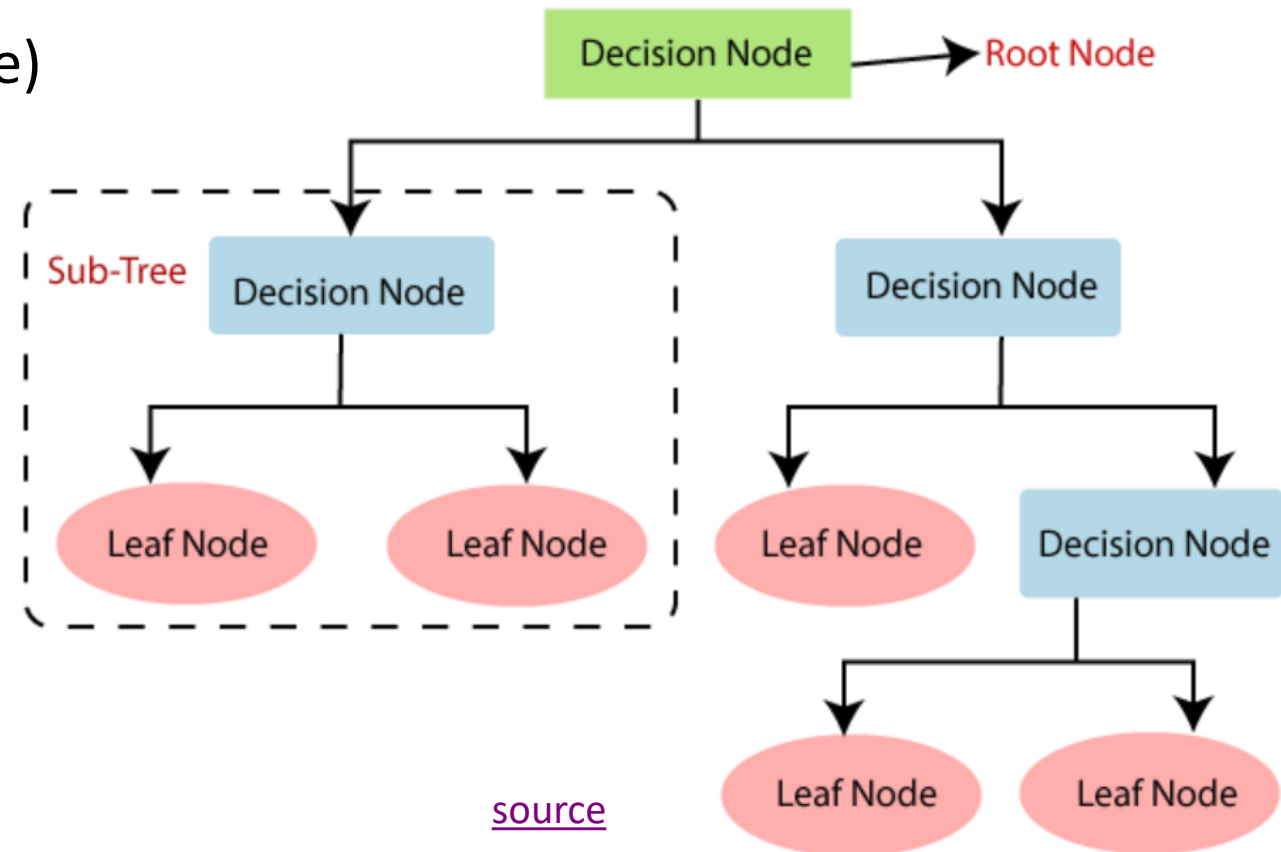 e)
Decision Node
Root Node
Sub-Tree
Decision Node
Decision Node
Leaf Node
Leaf Node
Leaf Node
Decision Node
Leaf Node
Leaf Node
source